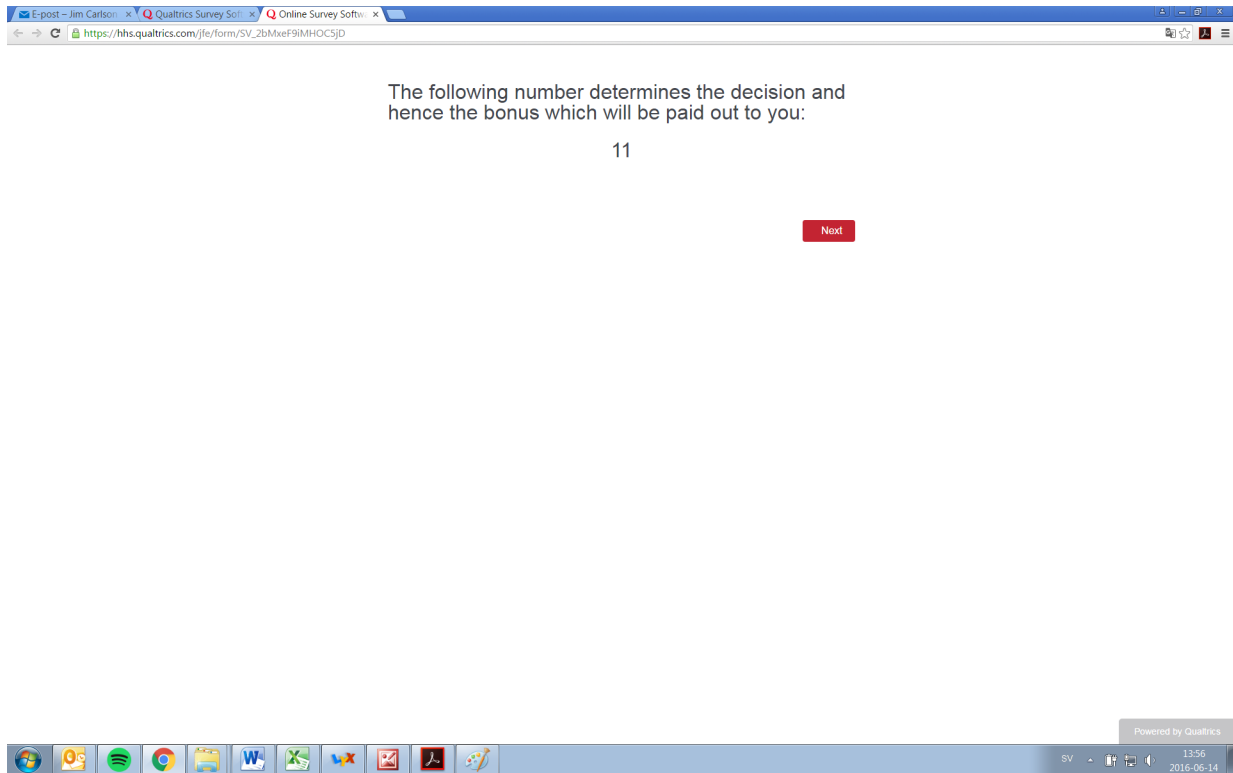 E-post – Jim Carlson
Qualtrics Survey Soft
Online Survey Softw
https://hhs.qualtrics.com/jfe/form/SV_2bMxeF9iMHOC5jD
The following number determines the decision and
hence the bonus which will be paid out to you:
11
Next
Powered by Qualtrics
SV
13:56
2016-06-14